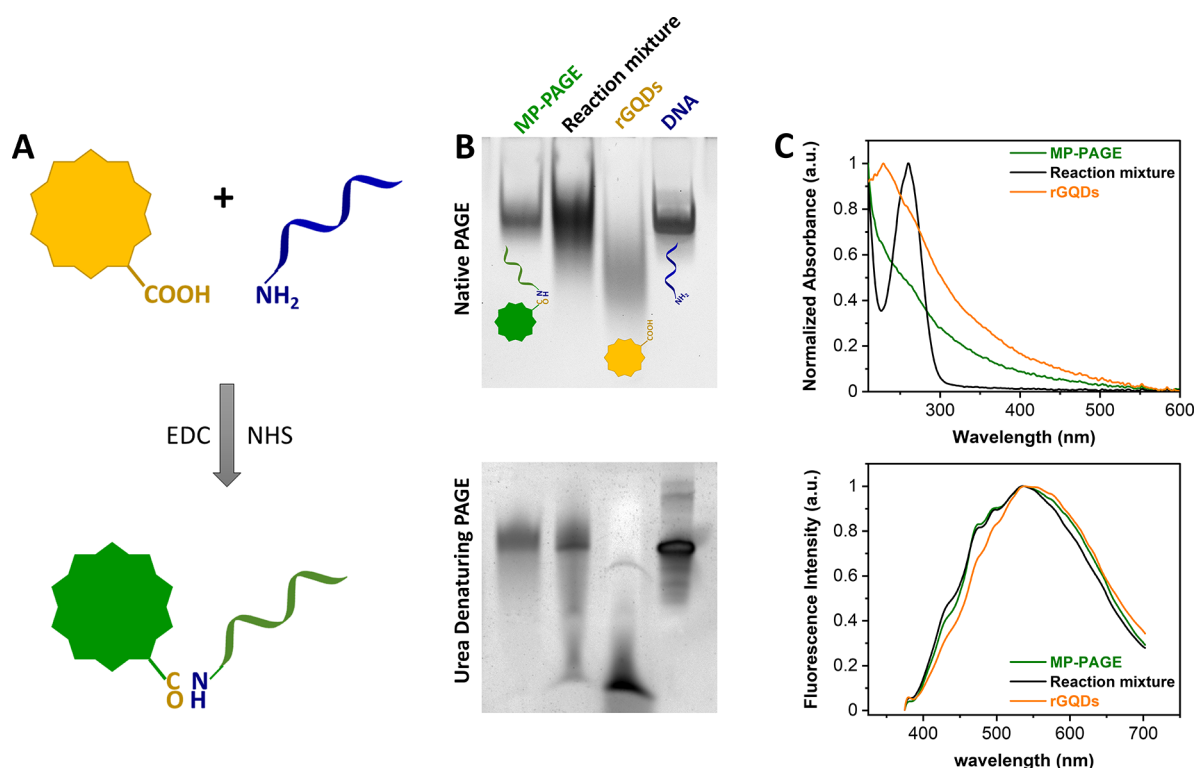 A
+
COOH
NH2
EDC
NHS
C N
O H
B
MP-PAGE
Reaction mixture
rGQDs
DNA
Native PAGE
C N
O H
COOH
NH2
Urea Denaturing PAGE
C
Normalized Absorbance (a.u.)
1
0.8
0.6
0.4
0.2
0
MP-PAGE
Reaction mixture
rGQDs
300 400 500 600
Wavelength (nm)
Fluorescence Intensity (a.u.)
1
0.8
0.6
0.4
0.2
0
MP-PAGE
Reaction mixture
rGQDs
400 500 600 700
wavelength (nm)